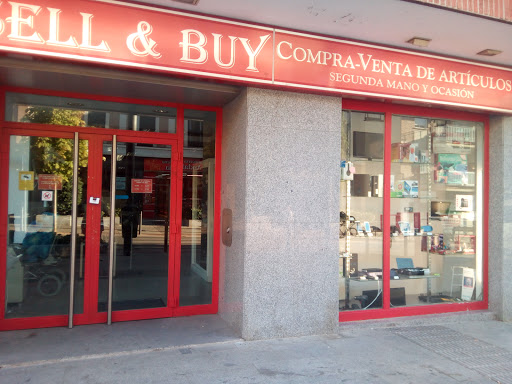 SELL & BUY
COMPRA-VENTA DE ARTÍCULOS
SEGUNDA MANO Y OCASIÓN